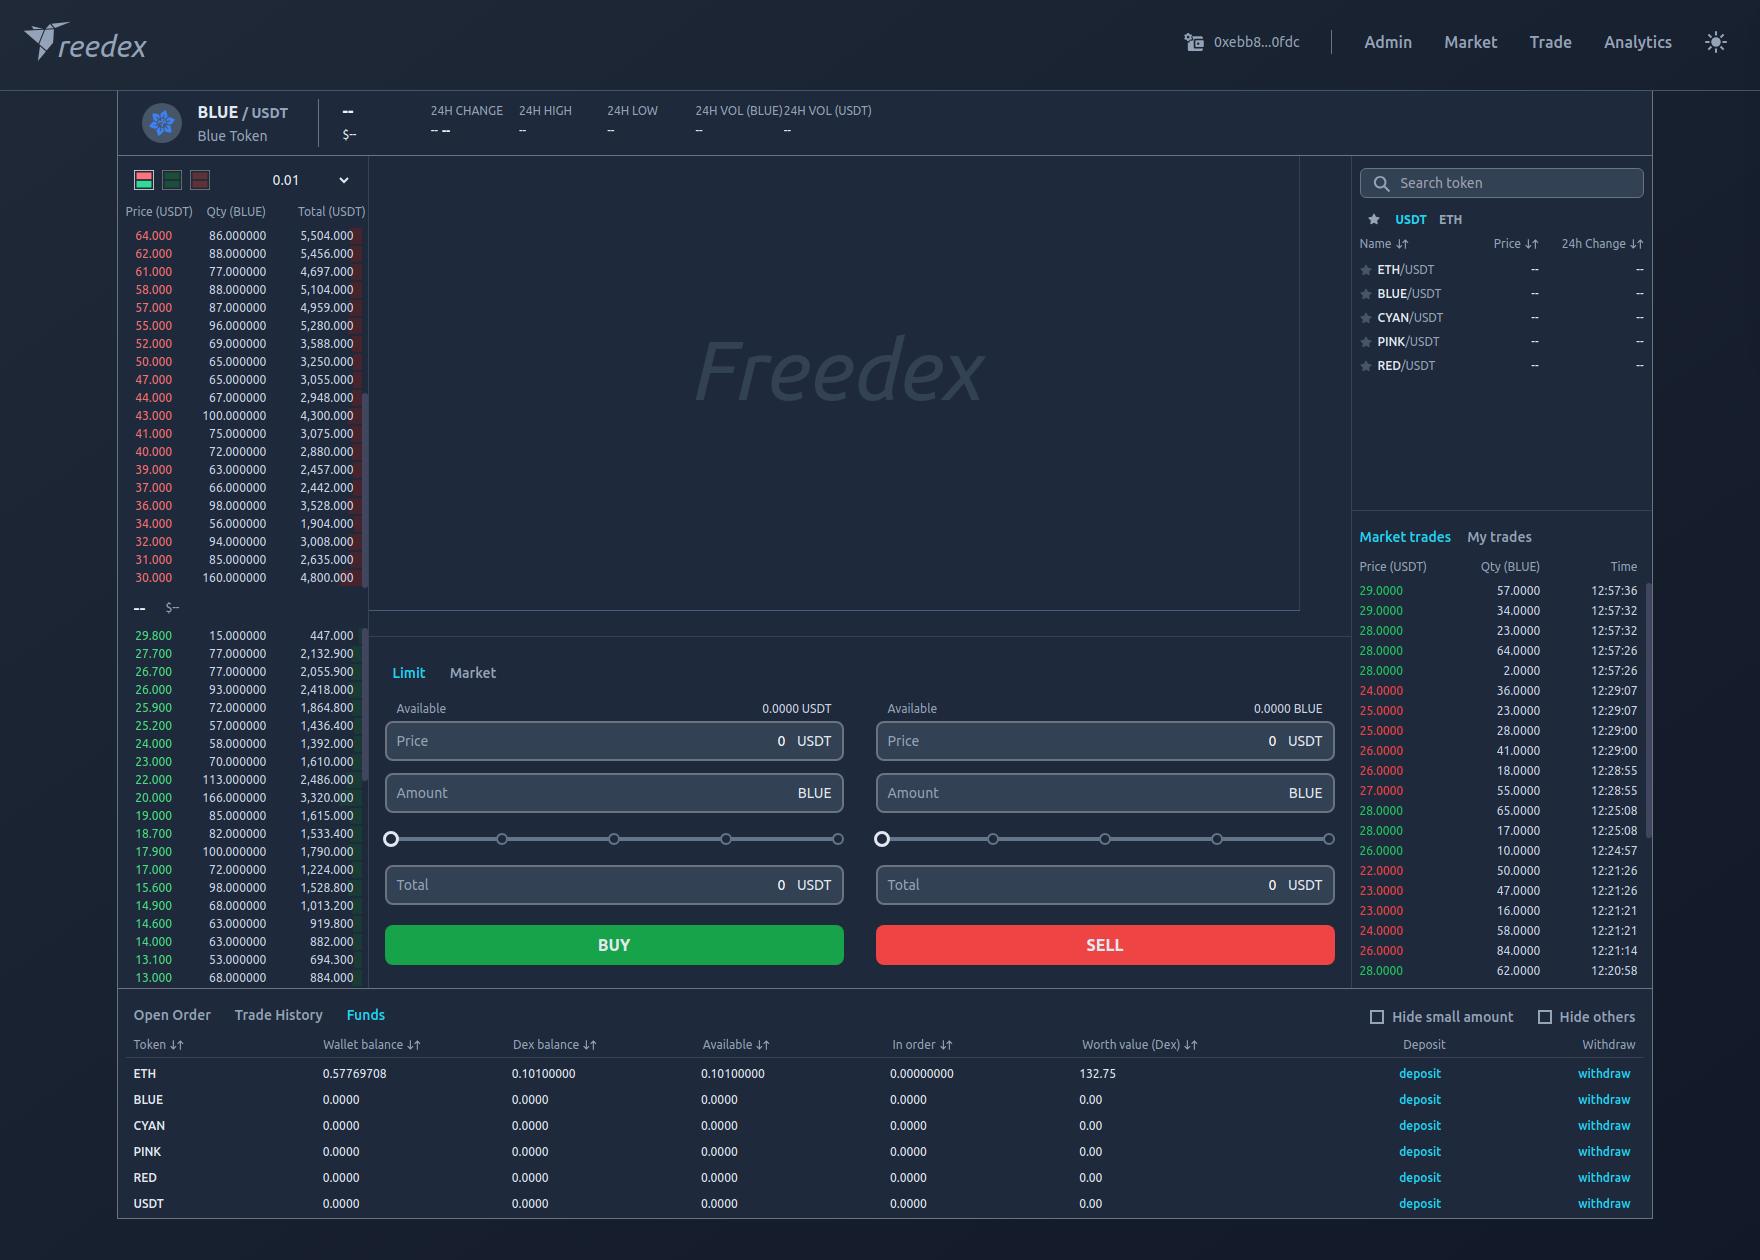 reedex
0xebb8...0fdc
Admin Market Trade Analytics
BLUE / USDT
Blue Token
--
$--
24H CHANGE 24H HIGH 24H LOW 24H VOL (BLUE) 24H VOL (USDT)
-- -- -- -- -- --
0.01
Price (USDT) Qty (BLUE) Total (USDT)
64.000 86.000000 5,504.000
62.000 88.000000 5,456.000
61.000 77.000000 4,697.000
58.000 88.000000 5,104.000
57.000 87.000000 4,959.000
55.000 96.000000 5,280.000
52.000 69.000000 3,588.000
50.000 65.000000 3,250.000
47.000 65.000000 3,055.000
44.000 67.000000 2,948.000
43.000 100.000000 4,300.000
41.000 75.000000 3,075.000
40.000 72.000000 2,880.000
39.000 63.000000 2,457.000
37.000 66.000000 2,442.000
36.000 98.000000 3,528.000
34.000 56.000000 1,904.000
32.000 94.000000 3,008.000
31.000 85.000000 2,635.000
30.000 160.000000 4,800.000
-- $--
29.800 15.000000 447.000
27.700 77.000000 2,132.900
26.700 77.000000 2,055.900
26.000 93.000000 2,418.000
25.900 72.000000 1,864.800
25.200 57.000000 1,436.400
24.000 58.000000 1,392.000
23.000 70.000000 1,610.000
22.000 113.000000 2,486.000
20.000 166.000000 3,320.000
19.000 85.000000 1,615.000
18.700 82.000000 1,533.400
17.900 100.000000 1,790.000
17.000 72.000000 1,224.000
15.600 98.000000 1,528.800
14.900 68.000000 1,013.200
14.600 63.000000 919.800
14.000 63.000000 882.000
13.100 53.000000 694.300
13.000 68.000000 884.000
Freedex
Limit Market
Available 0.0000 USDT
Price 0 USDT
Amount BLUE
Total 0 USDT
BUY
Available 0.0000 BLUE
Price 0 USDT
Amount BLUE
Total 0 USDT
SELL
Search token
USDT ETH
Name Price 24h Change
ETH/USDT -- --
BLUE/USDT -- --
CYAN/USDT -- --
PINK/USDT -- --
RED/USDT -- --
Market trades My trades
Price (USDT) Qty (BLUE) Time
29.0000 57.0000 12:57:36
29.0000 34.0000 12:57:32
28.0000 23.0000 12:57:32
28.0000 64.0000 12:57:26
28.0000 2.0000 12:57:26
24.0000 36.0000 12:29:07
25.0000 23.0000 12:29:07
25.0000 28.0000 12:29:00
26.0000 41.0000 12:29:00
26.0000 18.0000 12:28:55
27.0000 55.0000 12:28:55
28.0000 65.0000 12:25:08
28.0000 17.0000 12:25:08
26.0000 10.0000 12:24:57
22.0000 50.0000 12:21:26
23.0000 47.0000 12:21:26
23.0000 16.0000 12:21:21
24.0000 58.0000 12:21:21
26.0000 84.0000 12:21:14
28.0000 62.0000 12:20:58
Open Order Trade History Funds
Hide small amount Hide others
Token Wallet balance Dex balance Available In order Worth value (Dex) Deposit Withdraw
ETH 0.57769708 0.10100000 0.10100000 0.00000000 132.75 deposit withdraw
BLUE 0.0000 0.0000 0.0000 0.0000 0.00 deposit withdraw
CYAN 0.0000 0.0000 0.0000 0.0000 0.00 deposit withdraw
PINK 0.0000 0.0000 0.0000 0.0000 0.00 deposit withdraw
RED 0.0000 0.0000 0.0000 0.0000 0.00 deposit withdraw
USDT 0.0000 0.0000 0.0000 0.0000 0.00 deposit withdraw